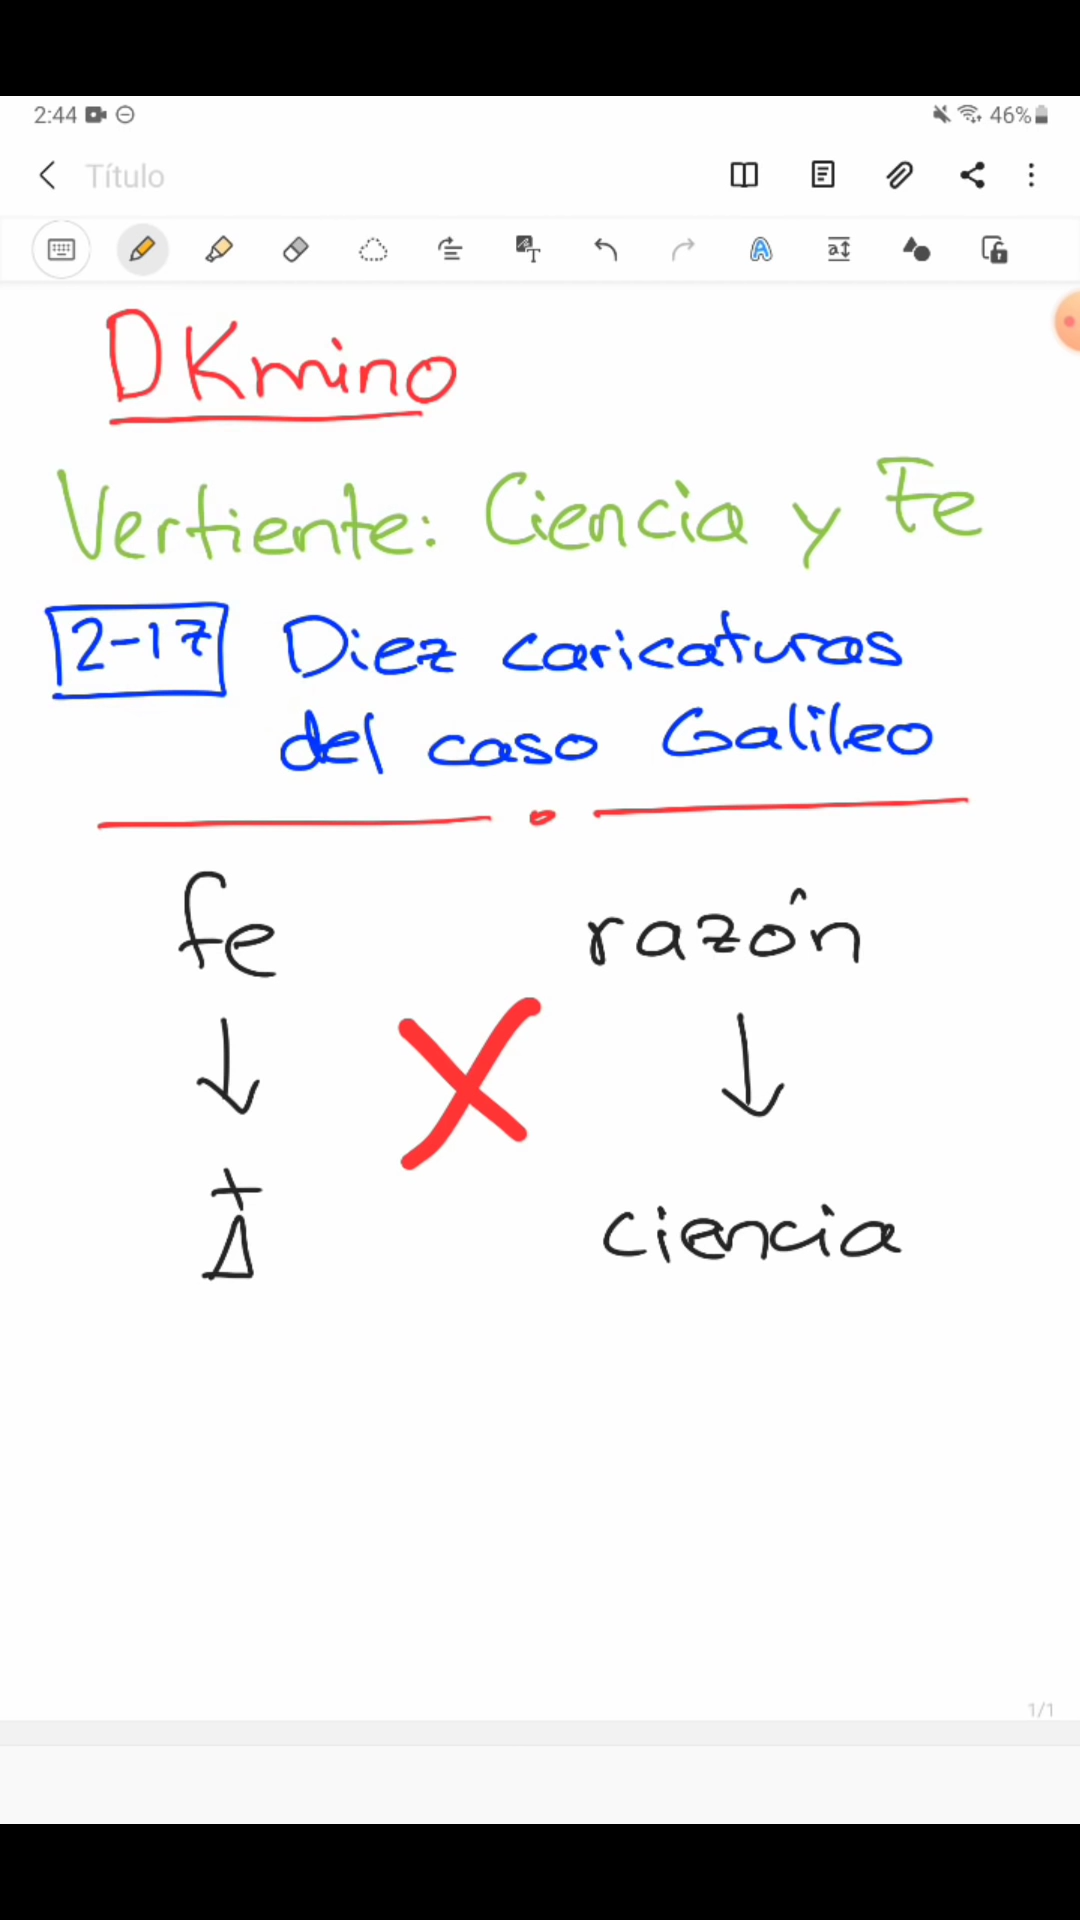 2:44 46%
Título
DKmino
Vertiente: Ciencia y Fe
2-17 Diez caricaturas
del caso Galileo
fe razón
ciencia
1/1